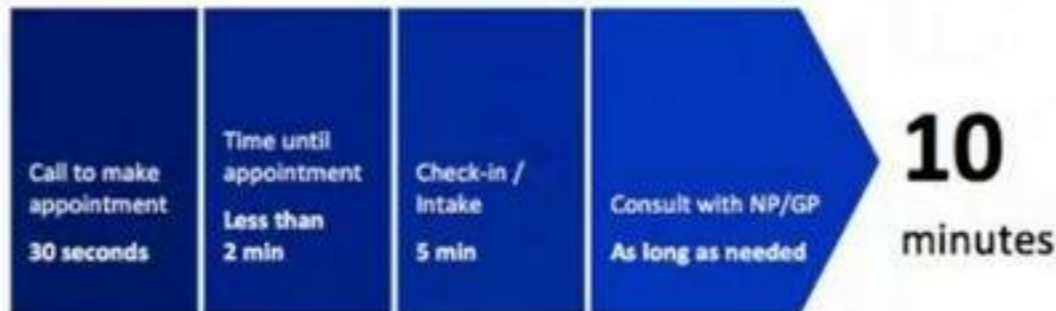 Call to make
appointment
30 seconds
Time until
appointment
Less than
2 min
Check-in /
Intake
5 min
Consult with NP/GP
As long as needed
10
minutes